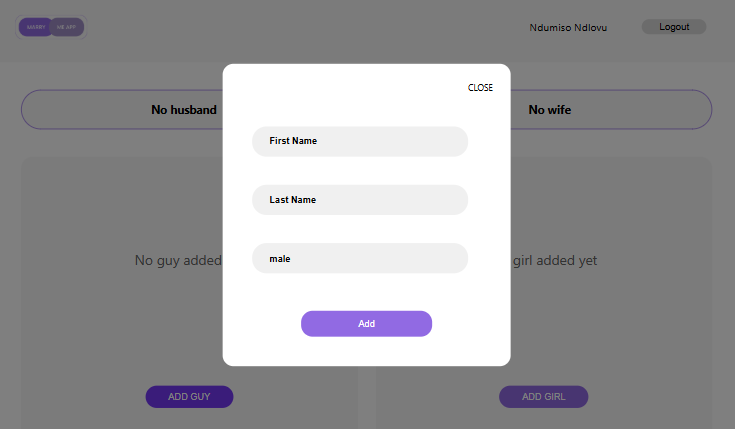 MARRY ME APP
Ndumiso Ndlovu
Logout
No husband
No wife
CLOSE
First Name
Last Name
male
Add
No guy added
girl added yet
ADD GUY
ADD GIRL